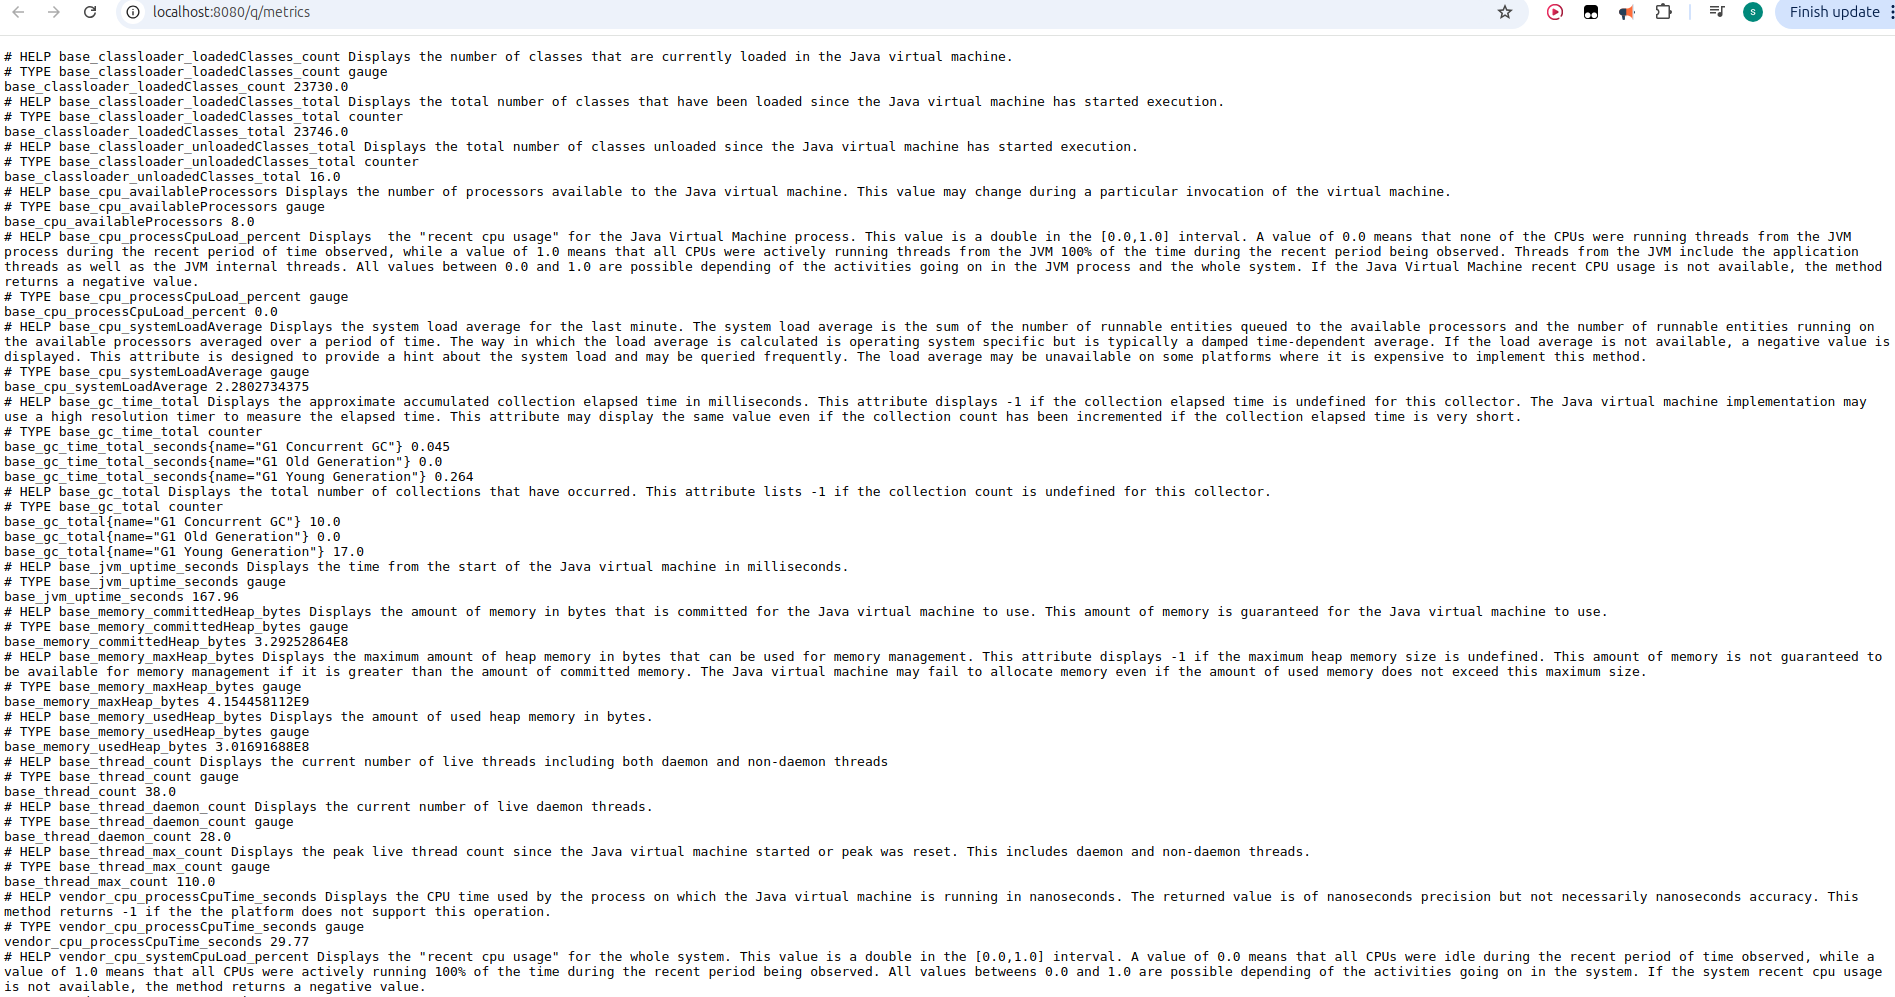 localhost:8080/q/metrics
S
Finish update
# HELP base_classloader_loadedClasses_count Displays the number of classes that are currently loaded in the Java virtual machine.
# TYPE base_classloader_loadedClasses_count gauge
base_classloader_loadedClasses_count 23730.0
# HELP base_classloader_loadedClasses_total Displays the total number of classes that have been loaded since the Java virtual machine has started execution.
# TYPE base_classloader_loadedClasses_total counter
base_classloader_loadedClasses_total 23746.0
# HELP base_classloader_unloadedClasses_total Displays the total number of classes unloaded since the Java virtual machine has started execution.
# TYPE base_classloader_unloadedClasses_total counter
base_classloader_unloadedClasses_total 16.0
# HELP base_cpu_availableProcessors Displays the number of processors available to the Java virtual machine. This value may change during a particular invocation of the virtual machine.
# TYPE base_cpu_availableProcessors gauge
base_cpu_availableProcessors 8.0
# HELP base_cpu_processCpuLoad_percent Displays  the "recent cpu usage" for the Java Virtual Machine process. This value is a double in the [0.0,1.0] interval. A value of 0.0 means that none of the CPUs were running threads from the JVM
process during the recent period of time observed, while a value of 1.0 means that all CPUs were actively running threads from the JVM 100% of the time during the recent period being observed. Threads from the JVM include the application
threads as well as the JVM internal threads. All values between 0.0 and 1.0 are possible depending of the activities going on in the JVM process and the whole system. If the Java Virtual Machine recent CPU usage is not available, the method
returns a negative value.
# TYPE base_cpu_processCpuLoad_percent gauge
base_cpu_processCpuLoad_percent 0.0
# HELP base_cpu_systemLoadAverage Displays the system load average for the last minute. The system load average is the sum of the number of runnable entities queued to the available processors and the number of runnable entities running on
the available processors averaged over a period of time. The way in which the load average is calculated is operating system specific but is typically a damped time-dependent average. If the load average is not available, a negative value is
displayed. This attribute is designed to provide a hint about the system load and may be queried frequently. The load average may be unavailable on some platforms where it is expensive to implement this method.
# TYPE base_cpu_systemLoadAverage gauge
base_cpu_systemLoadAverage 2.2802734375
# HELP base_gc_time_total Displays the approximate accumulated collection elapsed time in milliseconds. This attribute displays -1 if the collection elapsed time is undefined for this collector. The Java virtual machine implementation may
use a high resolution timer to measure the elapsed time. This attribute may display the same value even if the collection count has been incremented if the collection elapsed time is very short.
# TYPE base_gc_time_total counter
base_gc_time_total_seconds{name="G1 Concurrent GC"} 0.045
base_gc_time_total_seconds{name="G1 Old Generation"} 0.0
base_gc_time_total_seconds{name="G1 Young Generation"} 0.264
# HELP base_gc_total Displays the total number of collections that have occurred. This attribute lists -1 if the collection count is undefined for this collector.
# TYPE base_gc_total counter
base_gc_total{name="G1 Concurrent GC"} 10.0
base_gc_total{name="G1 Old Generation"} 0.0
base_gc_total{name="G1 Young Generation"} 17.0
# HELP base_jvm_uptime_seconds Displays the time from the start of the Java virtual machine in milliseconds.
# TYPE base_jvm_uptime_seconds gauge
base_jvm_uptime_seconds 167.96
# HELP base_memory_committedHeap_bytes Displays the amount of memory in bytes that is committed for the Java virtual machine to use. This amount of memory is guaranteed for the Java virtual machine to use.
# TYPE base_memory_committedHeap_bytes gauge
base_memory_committedHeap_bytes 3.29252864E8
# HELP base_memory_maxHeap_bytes Displays the maximum amount of heap memory in bytes that can be used for memory management. This attribute displays -1 if the maximum heap memory size is undefined. This amount of memory is not guaranteed to
be available for memory management if it is greater than the amount of committed memory. The Java virtual machine may fail to allocate memory even if the amount of used memory does not exceed this maximum size.
# TYPE base_memory_maxHeap_bytes gauge
base_memory_maxHeap_bytes 4.154458112E9
# HELP base_memory_usedHeap_bytes Displays the amount of used heap memory in bytes.
# TYPE base_memory_usedHeap_bytes gauge
base_memory_usedHeap_bytes 3.01691688E8
# HELP base_thread_count Displays the current number of live threads including both daemon and non-daemon threads
# TYPE base_thread_count gauge
base_thread_count 38.0
# HELP base_thread_daemon_count Displays the current number of live daemon threads.
# TYPE base_thread_daemon_count gauge
base_thread_daemon_count 28.0
# HELP base_thread_max_count Displays the peak live thread count since the Java virtual machine started or peak was reset. This includes daemon and non-daemon threads.
# TYPE base_thread_max_count gauge
base_thread_max_count 110.0
# HELP vendor_cpu_processCpuTime_seconds Displays the CPU time used by the process on which the Java virtual machine is running in nanoseconds. The returned value is of nanoseconds precision but not necessarily nanoseconds accuracy. This
method returns -1 if the the platform does not support this operation.
# TYPE vendor_cpu_processCpuTime_seconds gauge
vendor_cpu_processCpuTime_seconds 29.77
# HELP vendor_cpu_systemCpuLoad_percent Displays the "recent cpu usage" for the whole system. This value is a double in the [0.0,1.0] interval. A value of 0.0 means that all CPUs were idle during the recent period of time observed, while a
value of 1.0 means that all CPUs were actively running 100% of the time during the recent period being observed. All values betweens 0.0 and 1.0 are possible depending of the activities going on in the system. If the system recent cpu usage
is not available, the method returns a negative value.